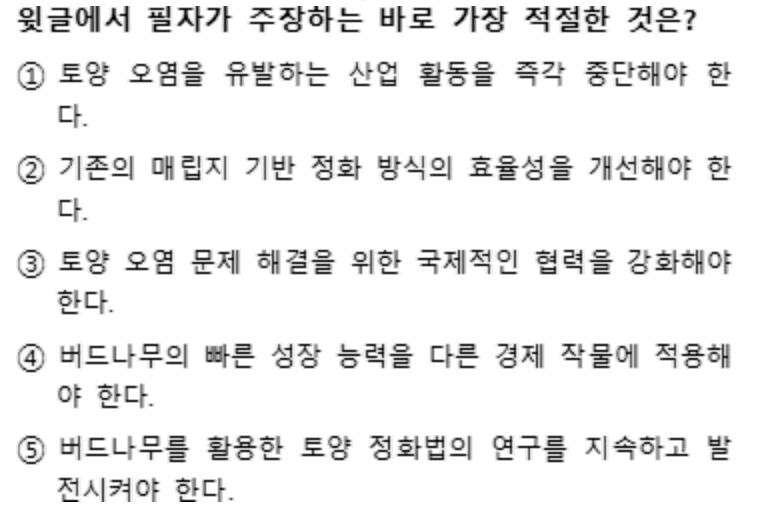 윗글에서 필자가 주장하는 바로 가장 적절한 것은?
① 토양 오염을 유발하는 산업 활동을 즉각 중단해야 한
다.
② 기존의 매립지 기반 정화 방식의 효율성을 개선해야 한
다.
③ 토양 오염 문제 해결을 위한 국제적인 협력을 강화해야
한다.
④ 버드나무의 빠른 성장 능력을 다른 경제 작물에 적용해
야 한다.
⑤ 버드나무를 활용한 토양 정화법의 연구를 지속하고 발
전시켜야 한다.